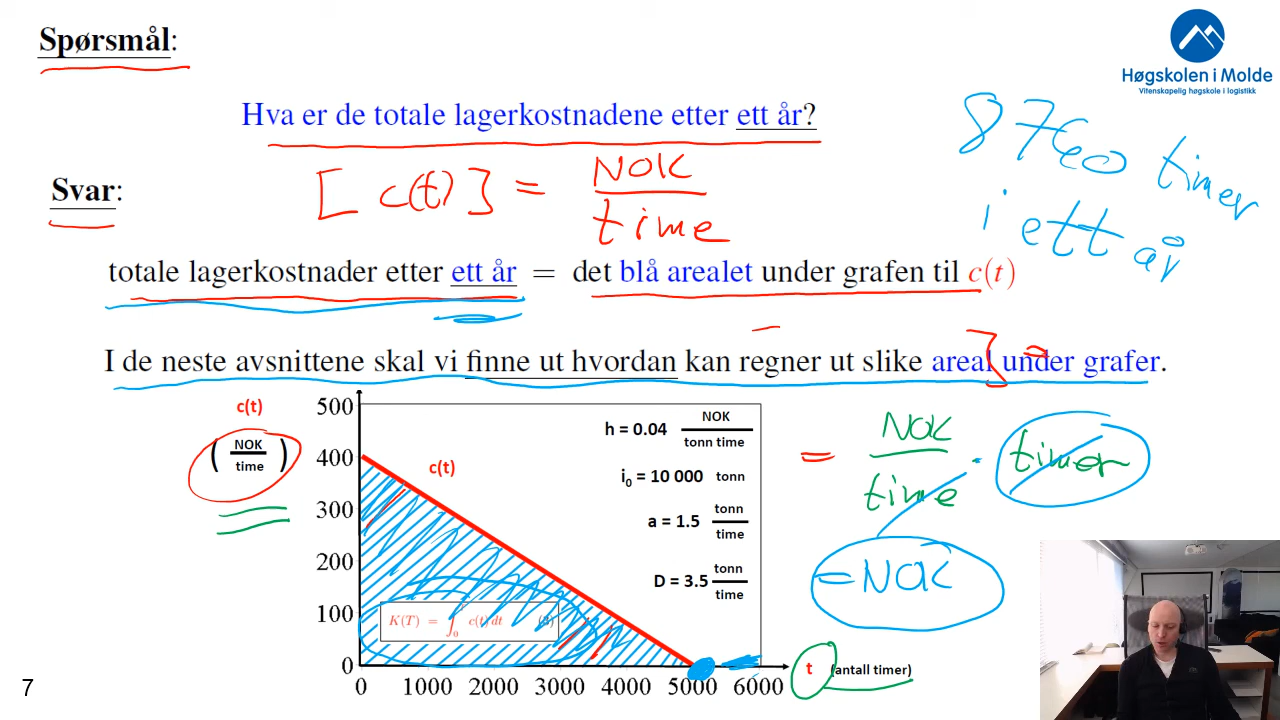 Spørsmål:
Høgskolen i Molde
Vitenskapelig høgskole i logistikk
Hva er de totale lagerkostnadene etter ett år?
8760 timer
i ett år
Svar:
[ c(t) ] = NOK
time
totale lagerkostnader etter ett år = det blå arealet under grafen til c(t)
I de neste avsnittene skal vi finne ut hvordan kan regner ut slike areal under grafer.
c(t)
( NOK
time )
500
400
300
200
100
0
c(t)
h = 0.04 NOK
tonn time
i0 = 10 000 tonn
a = 1.5 tonn
time
D = 3.5 tonn
time
K(T) = ∫0 c(t)dt
0 1000 2000 3000 4000 5000 6000
t (antall timer)
= NOK
time · timer
= NOK
7